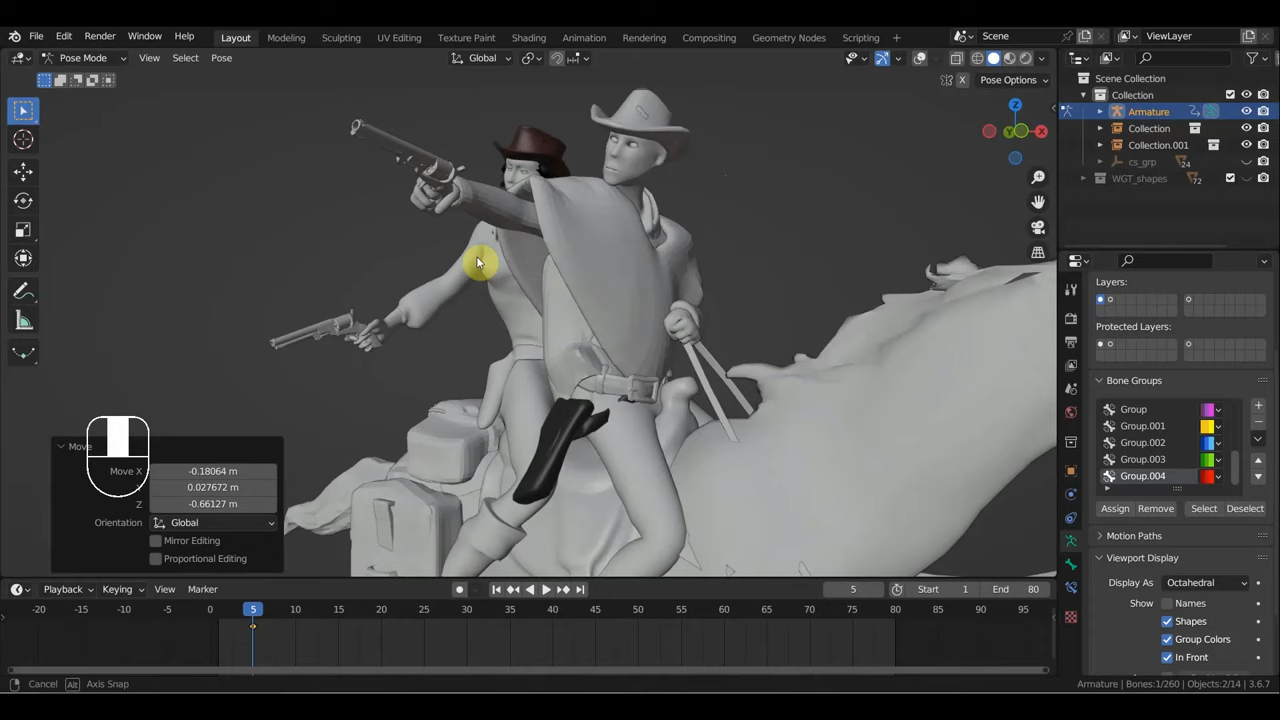 File Edit Render Window Help Layout Modeling Sculpting UV Editing Texture Paint Shading Animation Rendering Compositing Geometry Nodes Scripting + Scene ViewLayer
Pose Mode View Select Pose Global
X Pose Options
Z
X
Y
Scene Collection
Collection
Armature
Collection
Collection.001
cs_grp 24
WGT_shapes 72
Layers:
Protected Layers:
Bone Groups
Group
Group.001
Group.002
Group.003
Group.004
Assign Remove Select Deselect
Motion Paths
Viewport Display
Display As Octahedral
Show Names
Shapes
Group Colors
In Front
Move
Move X -0.18064 m
0.027672 m
Z -0.66127 m
Orientation Global
Mirror Editing
Proportional Editing
Playback Keying View Marker 5 Start 1 End 80
-20 -15 -10 -5 0 5 10 15 20 25 30 35 40 45 50 55 60 65 70 75 80 85 90 95
Cancel Alt Axis Snap Armature | Bones:1/260 | Objects:2/14 | 3.6.7